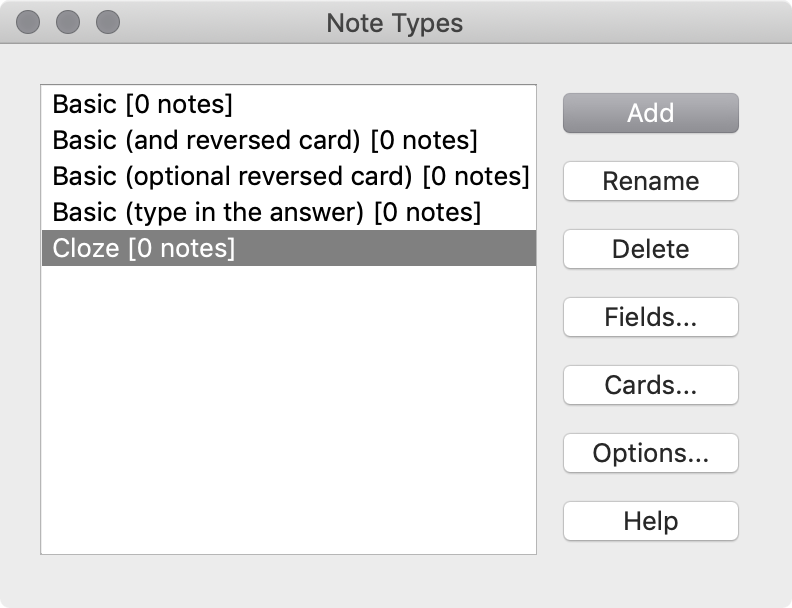 Note Types
Basic [0 notes]
Basic (and reversed card) [0 notes]
Basic (optional reversed card) [0 notes]
Basic (type in the answer) [0 notes]
Cloze [0 notes]
Add
Rename
Delete
Fields...
Cards...
Options...
Help